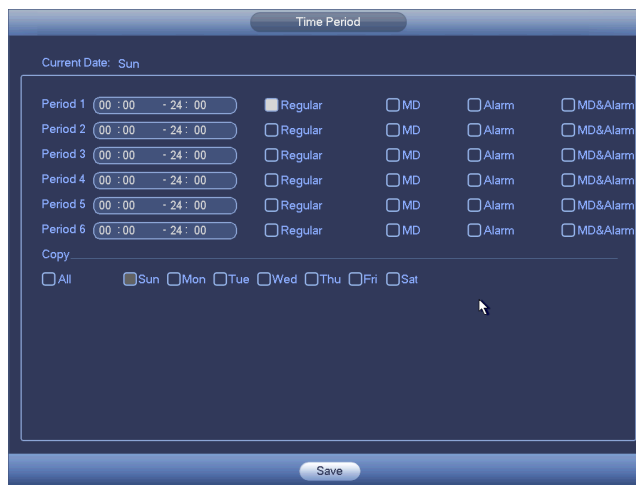 Time Period
Current Date: Sun
Period 1 00 :00 - 24: 00 Regular MD Alarm MD&Alarm
Period 2 00 :00 - 24: 00 Regular MD Alarm MD&Alarm
Period 3 00 :00 - 24: 00 Regular MD Alarm MD&Alarm
Period 4 00 :00 - 24: 00 Regular MD Alarm MD&Alarm
Period 5 00 :00 - 24: 00 Regular MD Alarm MD&Alarm
Period 6 00 :00 - 24: 00 Regular MD Alarm MD&Alarm
Copy
All Sun Mon Tue Wed Thu Fri Sat
Save